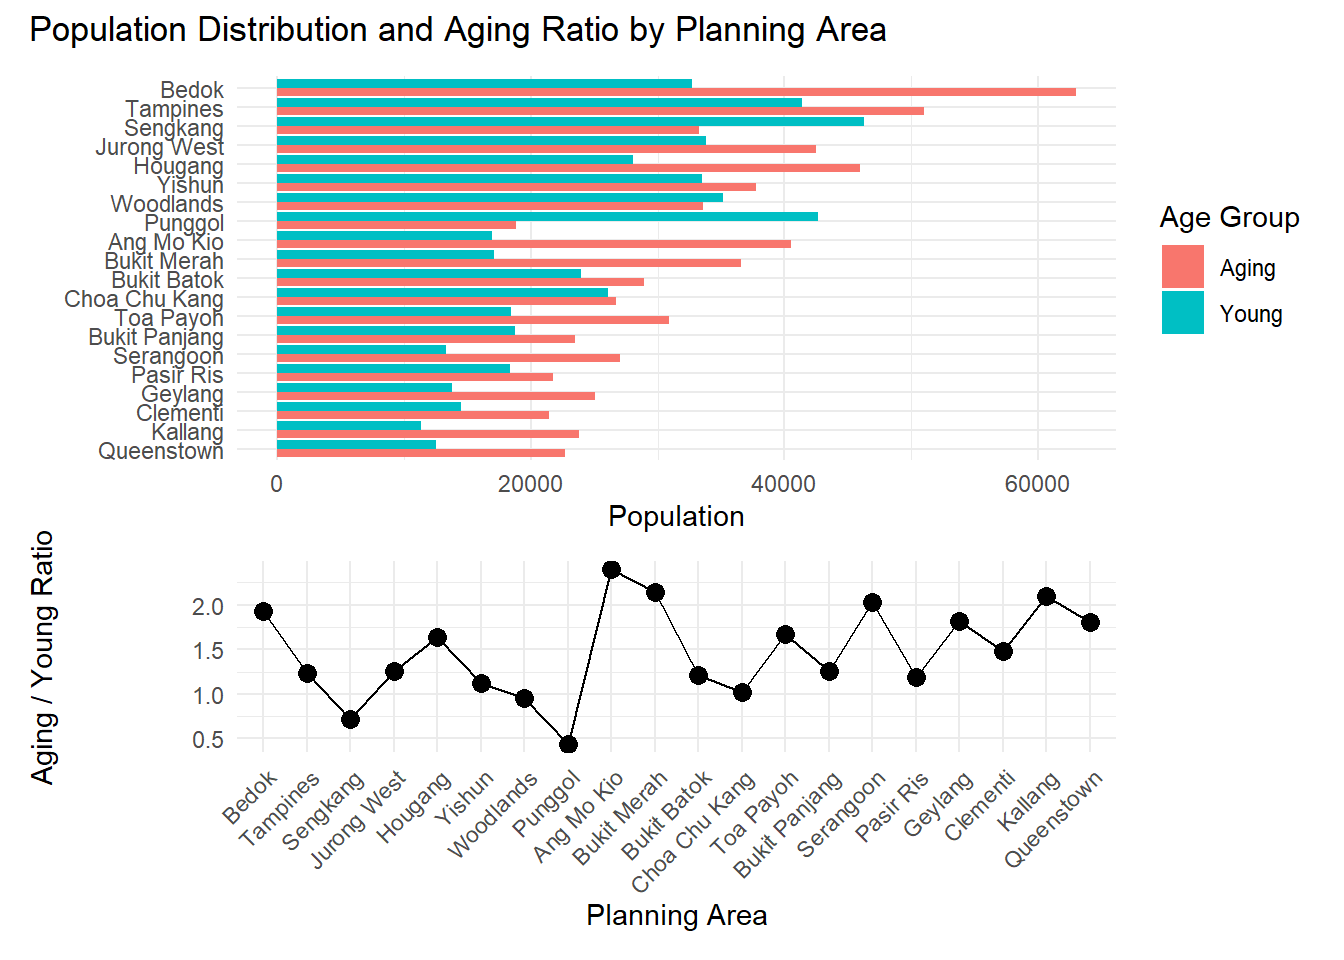 Population Distribution and Aging Ratio by Planning Area
Bedok
Tampines
Sengkang
Jurong West
Hougang
Yishun
Woodlands
Punggol
Ang Mo Kio
Bukit Merah
Bukit Batok
Choa Chu Kang
Toa Payoh
Bukit Panjang
Serangoon
Pasir Ris
Geylang
Clementi
Kallang
Queenstown
0 20000 40000 60000
Population
Age Group
Aging
Young
Aging / Young Ratio
2.0
1.5
1.0
0.5
Bedok
Tampines
Sengkang
Jurong West
Hougang
Yishun
Woodlands
Punggol
Ang Mo Kio
Bukit Merah
Bukit Batok
Choa Chu Kang
Toa Payoh
Bukit Panjang
Serangoon
Pasir Ris
Geylang
Clementi
Kallang
Queenstown
Planning Area